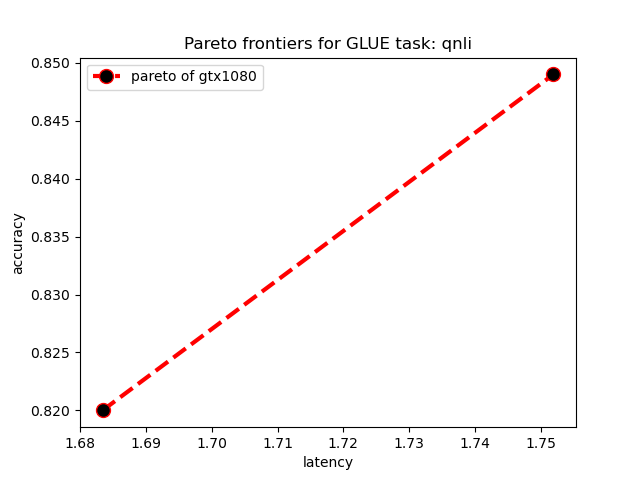 Pareto frontiers for GLUE task: qnli
pareto of gtx1080
0.850
0.845
0.840
0.835
0.830
0.825
0.820
accuracy
1.68 1.69 1.70 1.71 1.72 1.73 1.74 1.75
latency